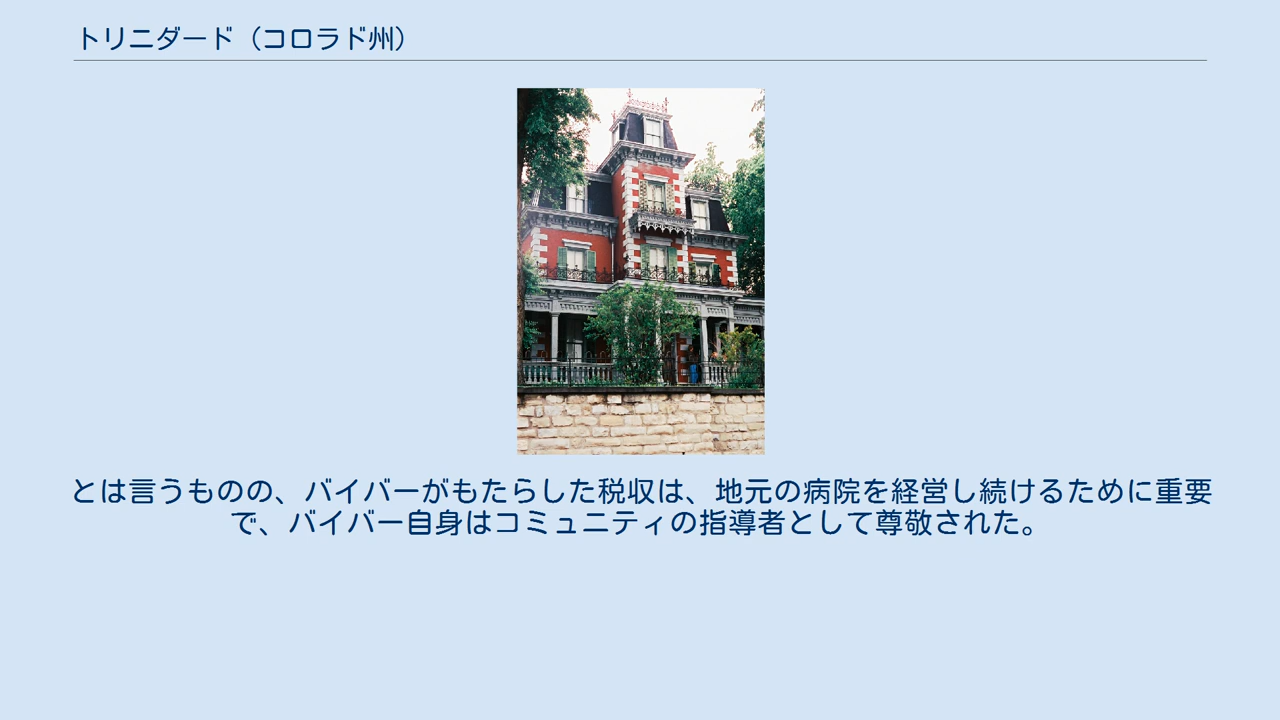 トリニダード（コロラド州）
とは言うものの、バイバーがもたらした税収は、地元の病院を経営し続けるために重要
で、バイバー自身はコミュニティの指導者として尊敬された。